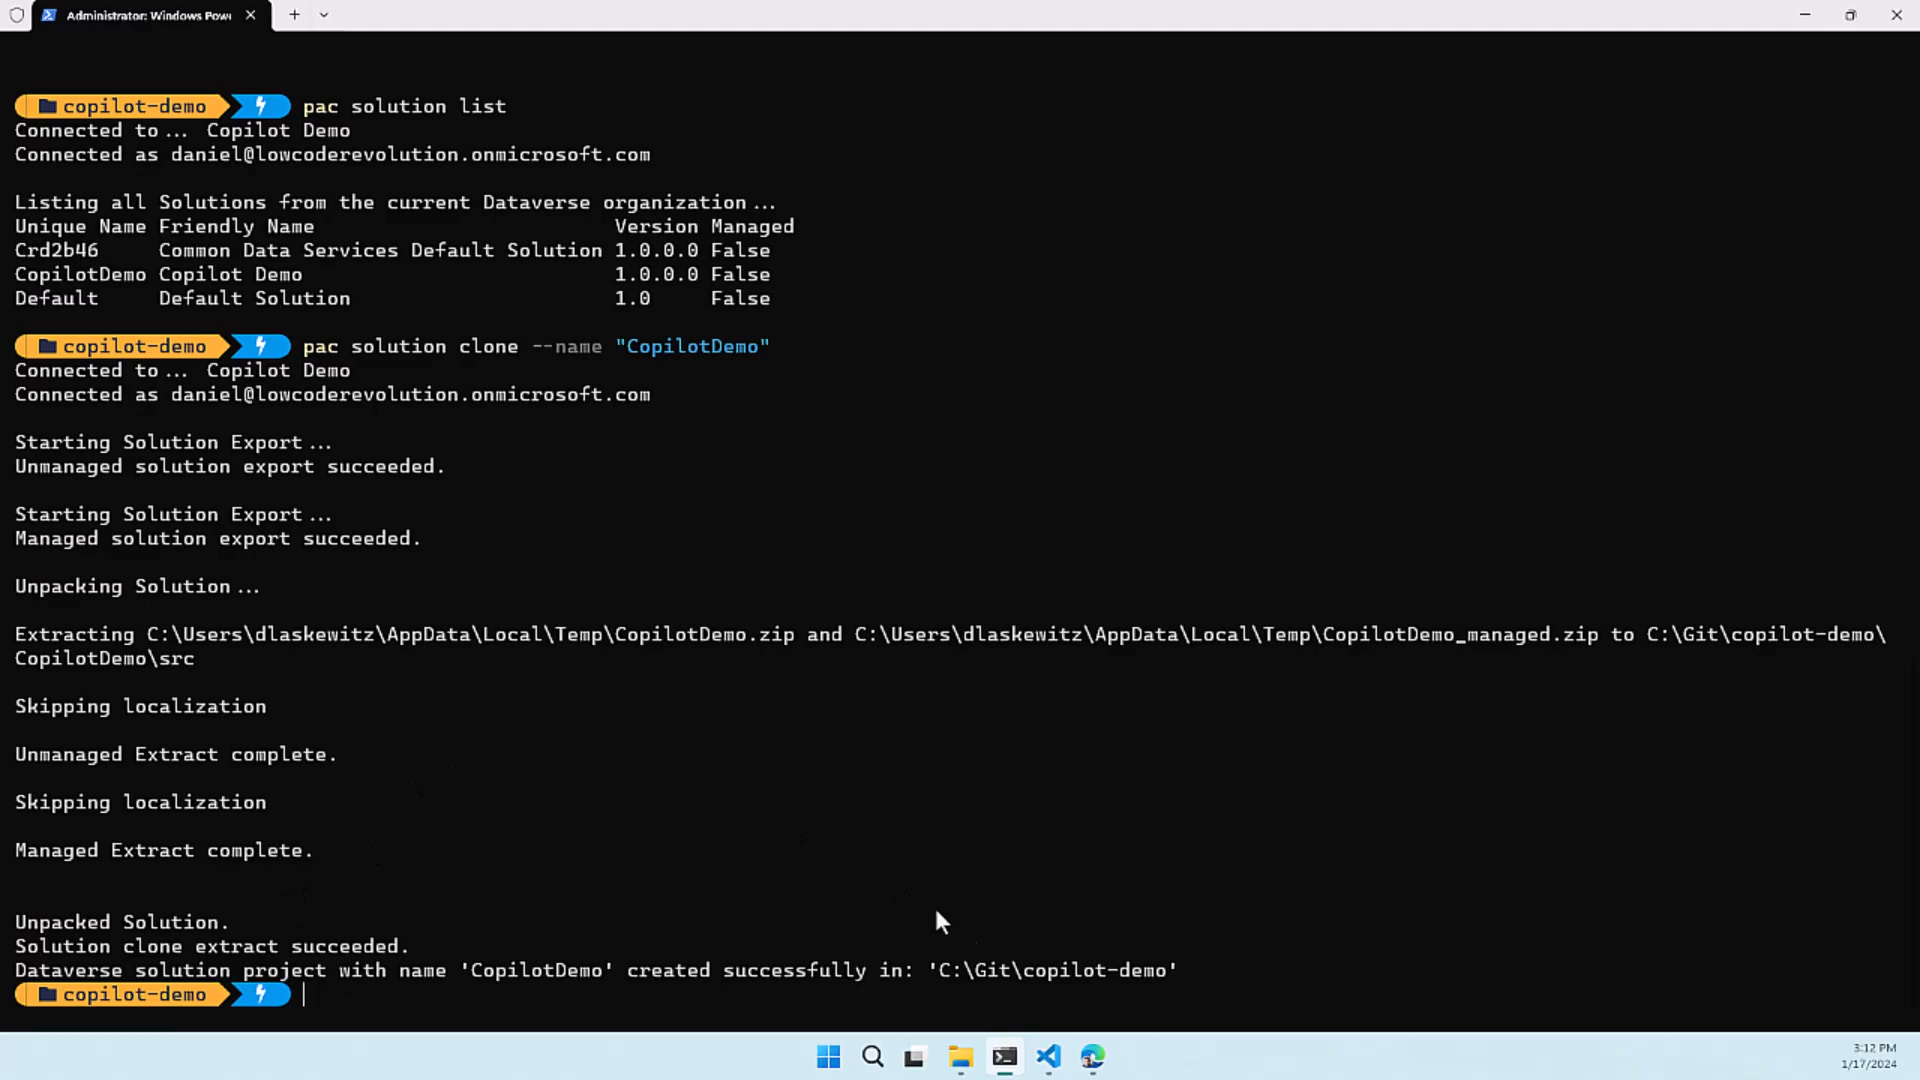 Administrator: Windows Pow
copilot-demo pac solution list
Connected to... Copilot Demo
Connected as daniel@lowcoderevolution.onmicrosoft.com
Listing all Solutions from the current Dataverse organization...
Unique Name Friendly Name Version Managed
Crd2b46 Common Data Services Default Solution 1.0.0.0 False
CopilotDemo Copilot Demo 1.0.0.0 False
Default Default Solution 1.0 False
copilot-demo pac solution clone --name "CopilotDemo"
Connected to... Copilot Demo
Connected as daniel@lowcoderevolution.onmicrosoft.com
Starting Solution Export...
Unmanaged solution export succeeded.
Starting Solution Export...
Managed solution export succeeded.
Unpacking Solution...
Extracting C:\Users\dlaskewitz\AppData\Local\Temp\CopilotDemo.zip and C:\Users\dlaskewitz\AppData\Local\Temp\CopilotDemo_managed.zip to C:\Git\copilot-demo\
CopilotDemo\src
Skipping localization
Unmanaged Extract complete.
Skipping localization
Managed Extract complete.
Unpacked Solution.
Solution clone extract succeeded.
Dataverse solution project with name 'CopilotDemo' created successfully in: 'C:\Git\copilot-demo'
copilot-demo
3:12 PM
1/17/2024